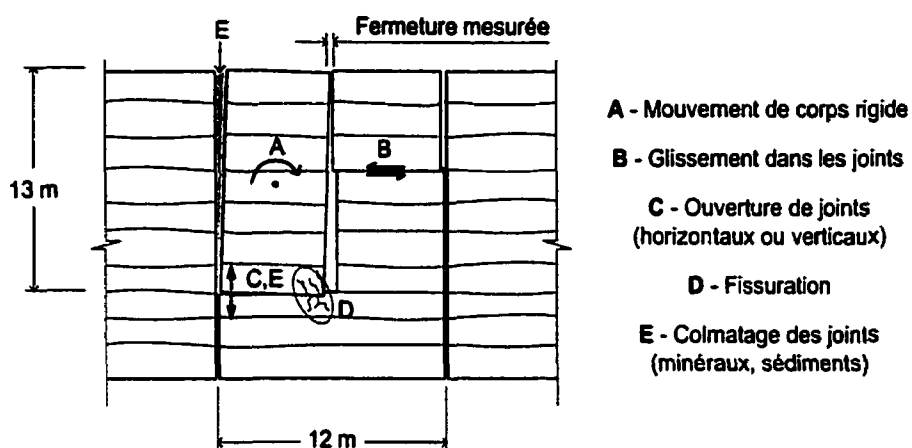 E
Fermeture mesurée
A
B
13 m
C,E
D
12 m
A - Mouvement de corps rigide
B - Glissement dans les joints
C - Ouverture de joints
(horizontaux ou verticaux)
D - Fissuration
E - Colmatage des joints
(minéraux, sédiments)